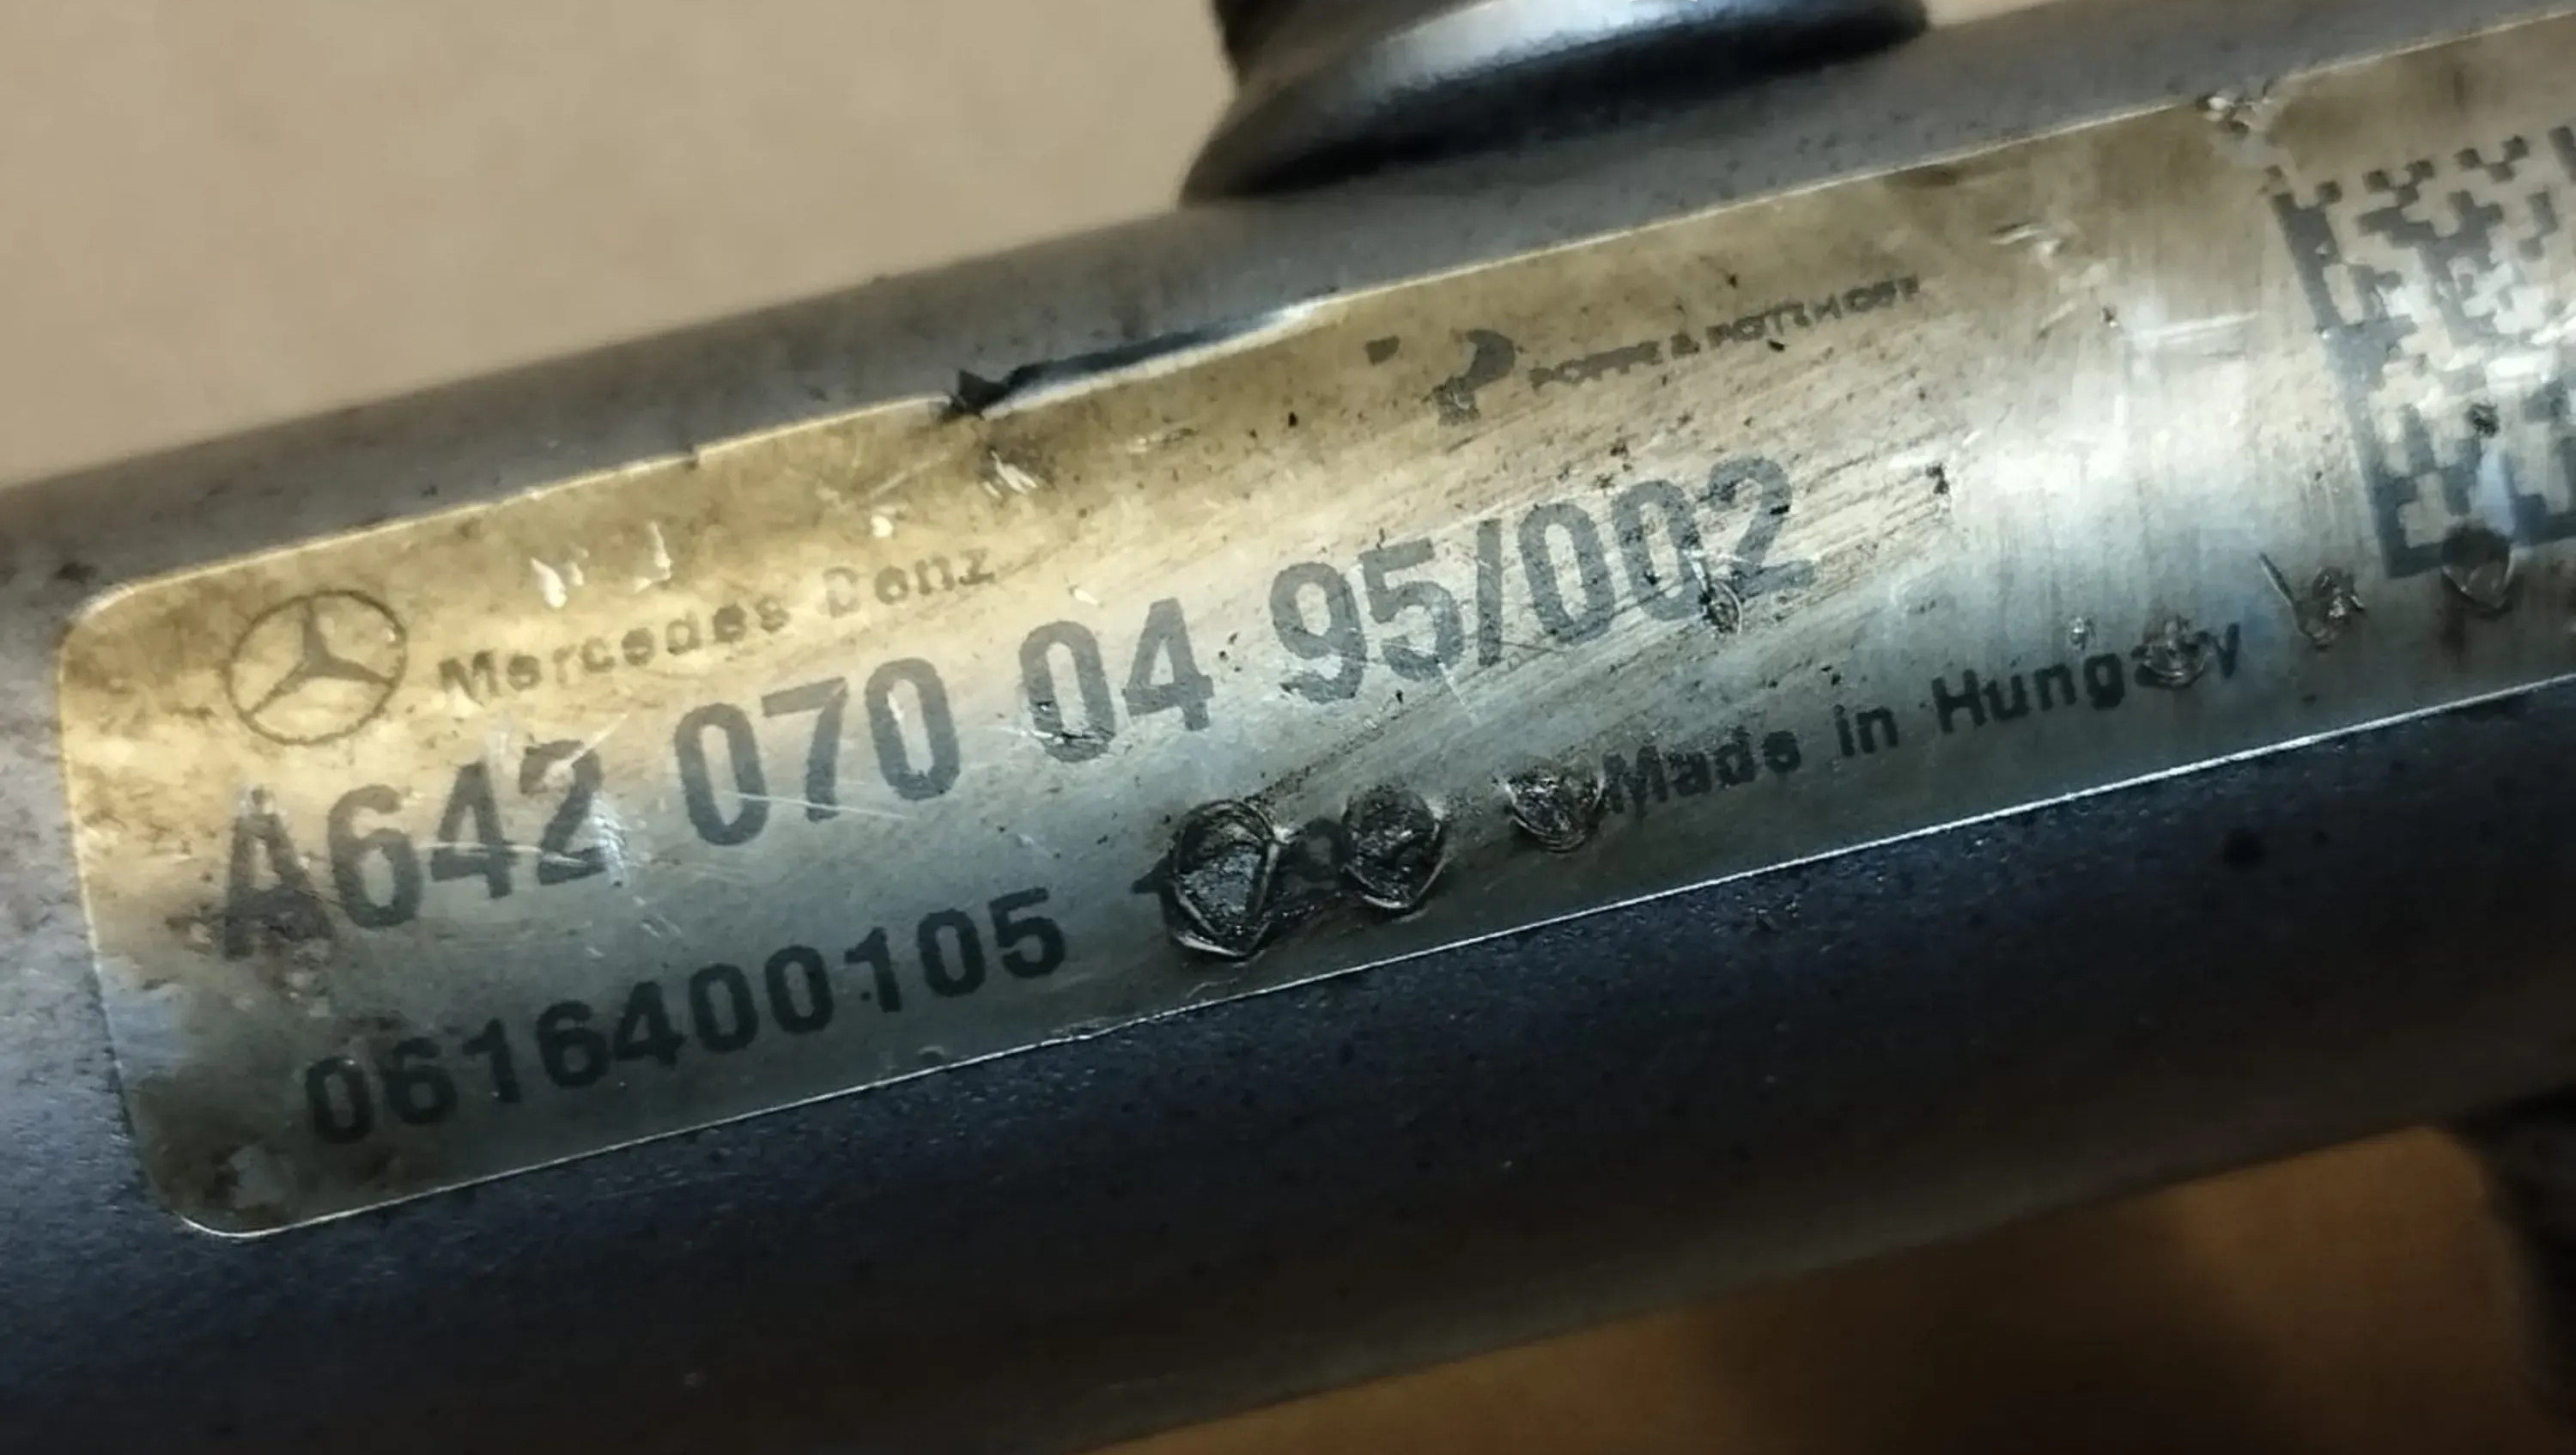 POPPE & POTTHOFF
Mercedes Benz
A642 070 04 95/002
0616400105
Made in Hungary